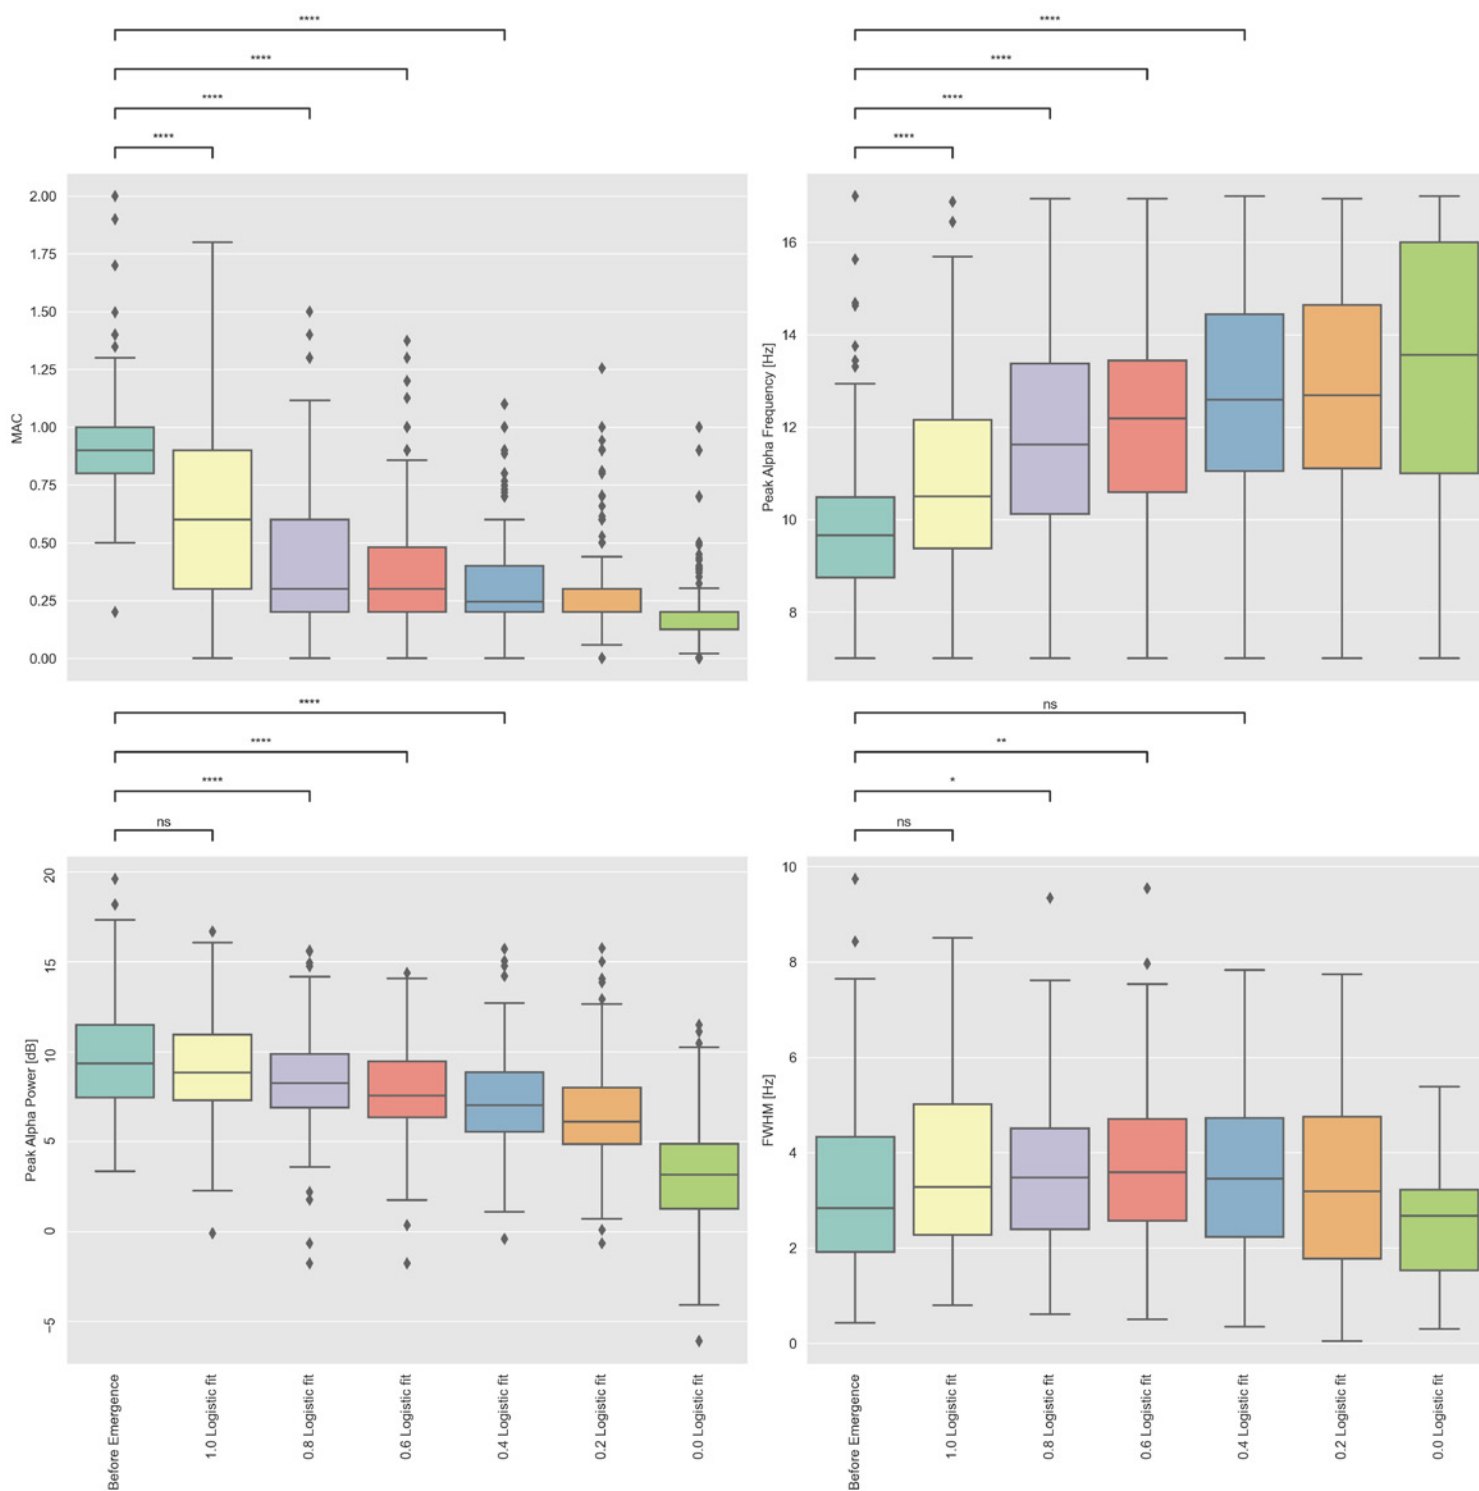 ****
****
****
****
2.00
1.75
1.50
1.25
1.00
0.75
0.50
0.25
0.00
MAC
****
****
****
****
16
14
12
10
8
Peak Alpha Frequency [Hz]
****
****
****
ns
20
15
10
5
0
−5
Peak Alpha Power [dB]
Before Emergence
1.0 Logistic fit
0.8 Logistic fit
0.6 Logistic fit
0.4 Logistic fit
0.2 Logistic fit
0.0 Logistic fit
ns
**
*
ns
10
8
6
4
2
0
FWHM [Hz]
Before Emergence
1.0 Logistic fit
0.8 Logistic fit
0.6 Logistic fit
0.4 Logistic fit
0.2 Logistic fit
0.0 Logistic fit